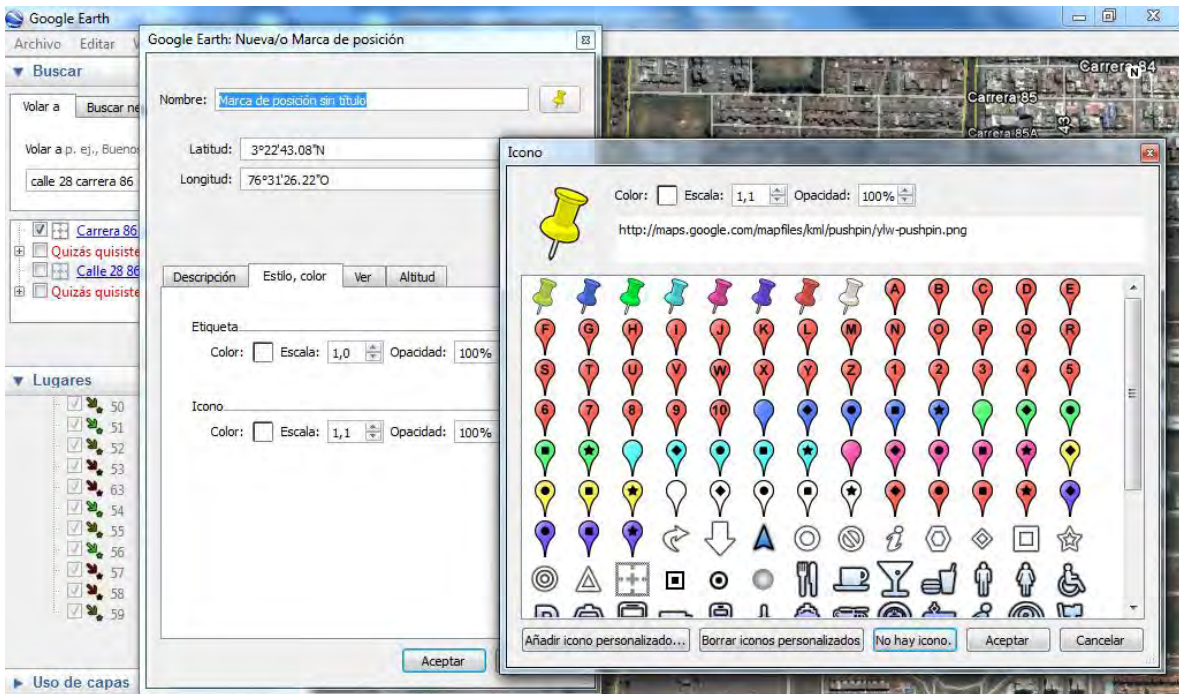 Google Earth
Archivo Editar V
Buscar
Volar a Buscar ne
Volar a p. ej., Bueno
calle 28 carrera 86
Carrera 86
Quizás quisiste
Calle 28 86
Quizás quisiste
Lugares
50
51
52
53
63
54
55
56
57
58
59
Uso de capas
Google Earth: Nueva/o Marca de posición
Nombre: Marca de posición sin título
Latitud: 3°22'43.08"N
Longitud: 76°31'26.22"O
Descripción Estilo, color Ver Altitud
Etiqueta
Color: Escala: 1,0 Opacidad: 100%
Icono
Color: Escala: 1,1 Opacidad: 100%
Aceptar
Carrera 84
N
Carrera 85
Carrera 85A
43
Icono
Color: Escala: 1,1 Opacidad: 100%
http://maps.google.com/mapfiles/kml/pushpin/ylw-pushpin.png
A B C D E
F G H I J K L M N O P Q R
S T U V W X Y Z 1 2 3 4 5
6 7 8 9 10
i
Añadir icono personalizado... Borrar iconos personalizados No hay icono. Aceptar Cancelar